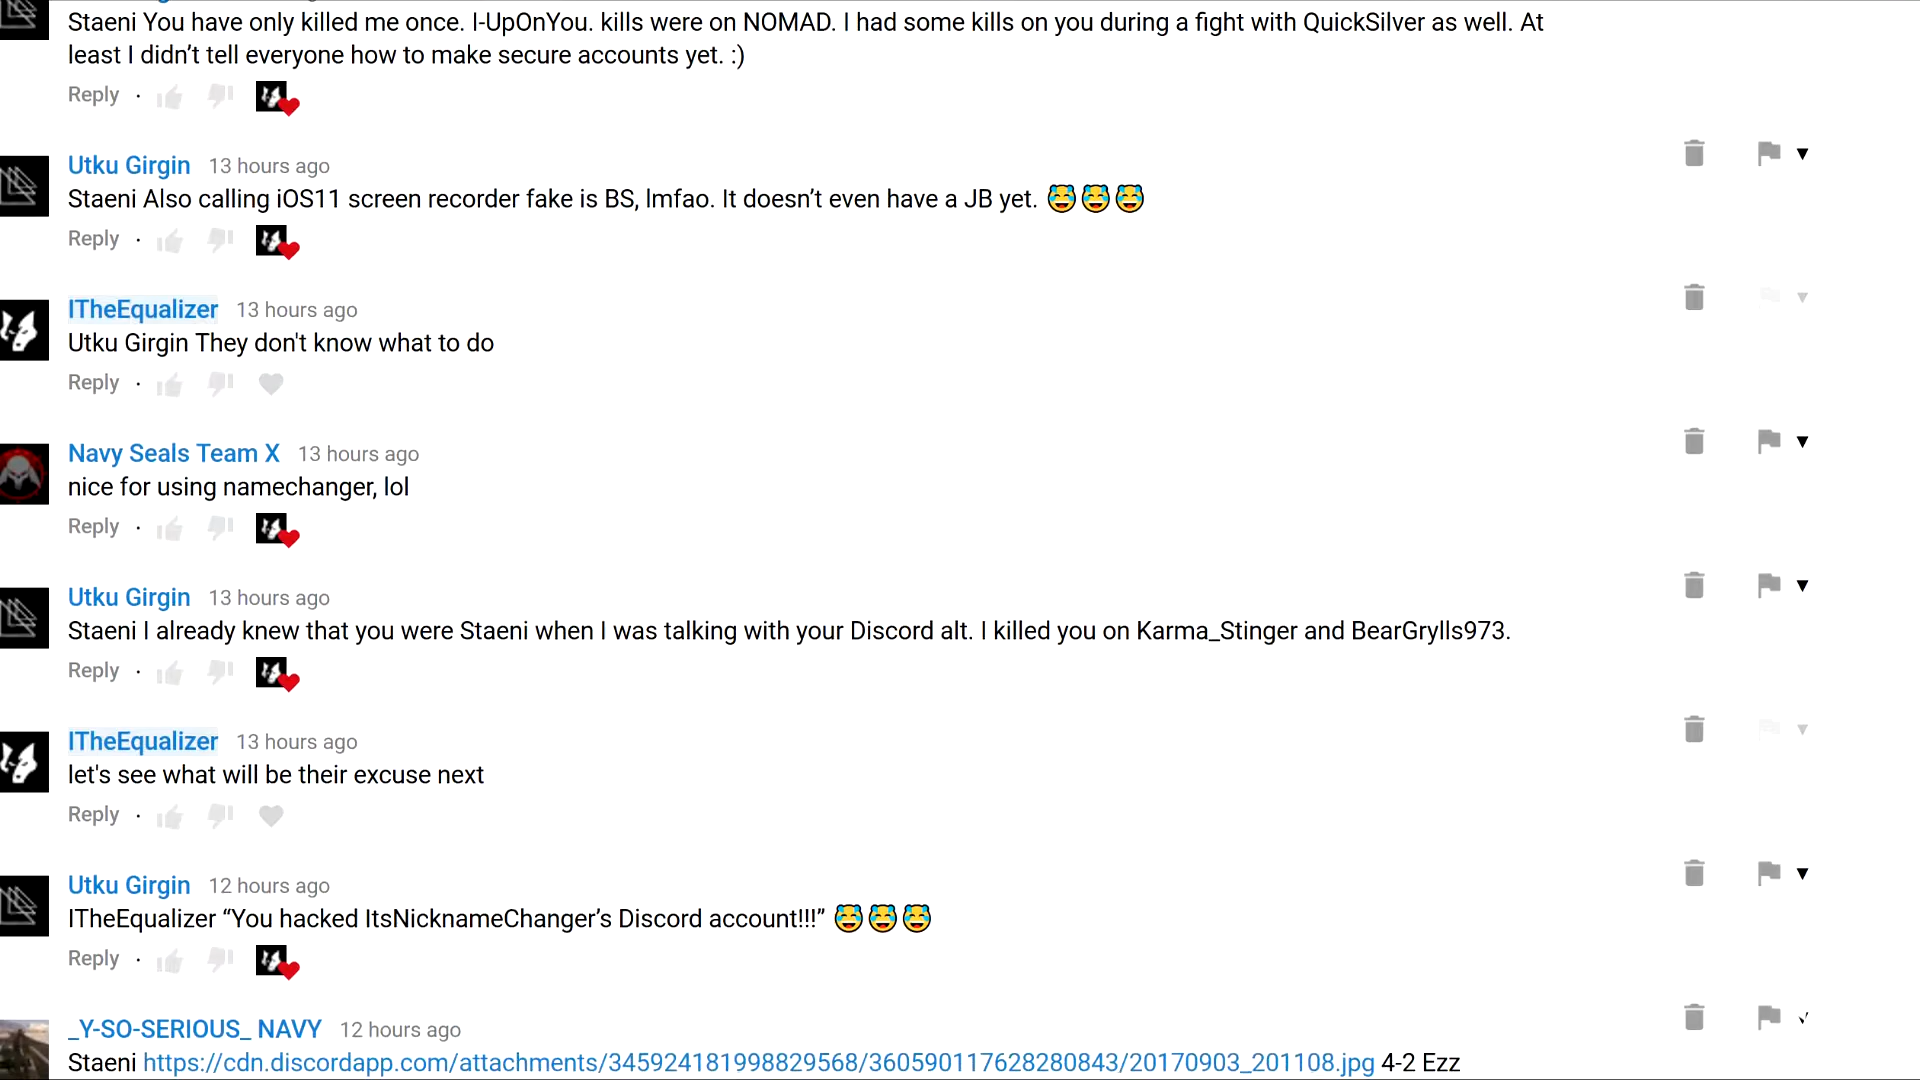 Staeni You have only killed me once. I-UpOnYou. kills were on NOMAD. I had some kills on you during a fight with QuickSilver as well. At
least I didn’t tell everyone how to make secure accounts yet. :)
Reply ·
Utku Girgin 13 hours ago
Staeni Also calling iOS11 screen recorder fake is BS, lmfao. It doesn’t even have a JB yet. 😅😅😅
Reply ·
ITheEqualizer 13 hours ago
Utku Girgin They don't know what to do
Reply ·
Navy Seals Team X 13 hours ago
nice for using namechanger, lol
Reply ·
Utku Girgin 13 hours ago
Staeni I already knew that you were Staeni when I was talking with your Discord alt. I killed you on Karma_Stinger and BearGrylls973.
Reply ·
ITheEqualizer 13 hours ago
let's see what will be their excuse next
Reply ·
Utku Girgin 12 hours ago
ITheEqualizer “You hacked ItsNicknameChanger’s Discord account!!!” 😅😅😅
Reply ·
_Y-SO-SERIOUS_ NAVY 12 hours ago
Staeni https://cdn.discordapp.com/attachments/345924181998829568/360590117628280843/20170903_201108.jpg 4-2 Ezz